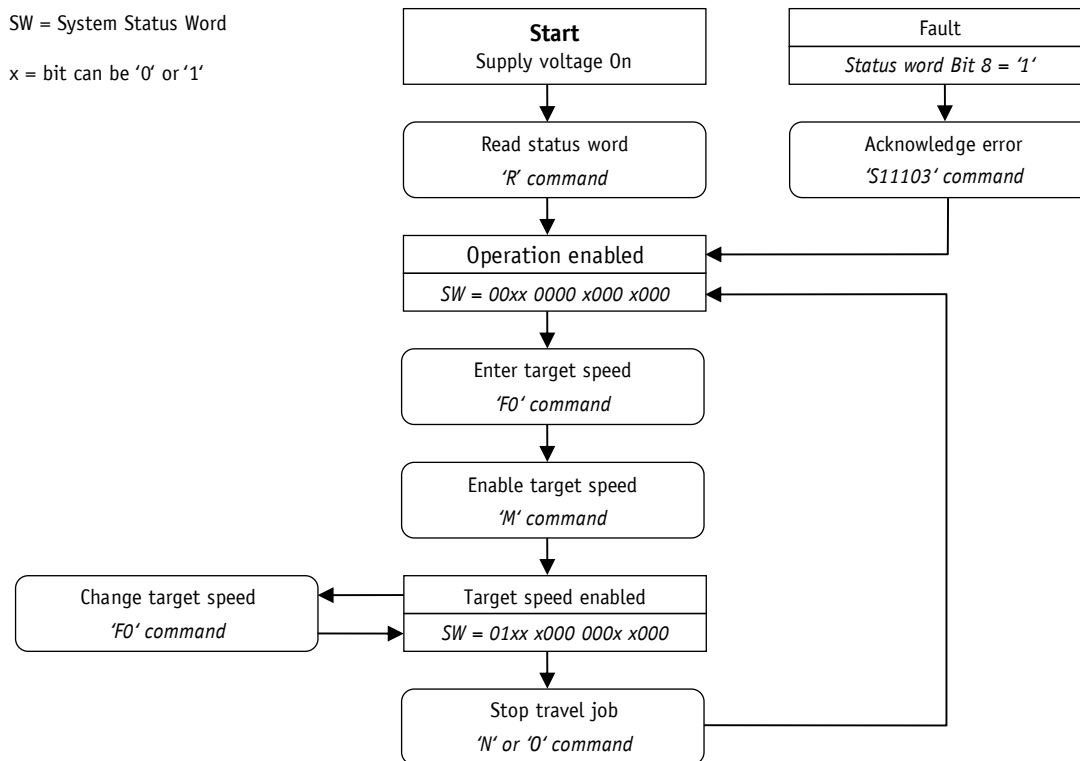 SW = System Status Word
x = bit can be ‘0‘ or ‘1‘
Start
Supply voltage On
Fault
Status word Bit 8 = ‘1‘
Read status word
‘R’ command
Acknowledge error
‘S11103‘ command
Operation enabled
SW = 00xx 0000 x000 x000
Enter target speed
‘F0‘ command
Enable target speed
‘M‘ command
Change target speed
‘F0‘ command
Target speed enabled
SW = 01xx x000 000x x000
Stop travel job
‘N‘ or ‘O‘ command